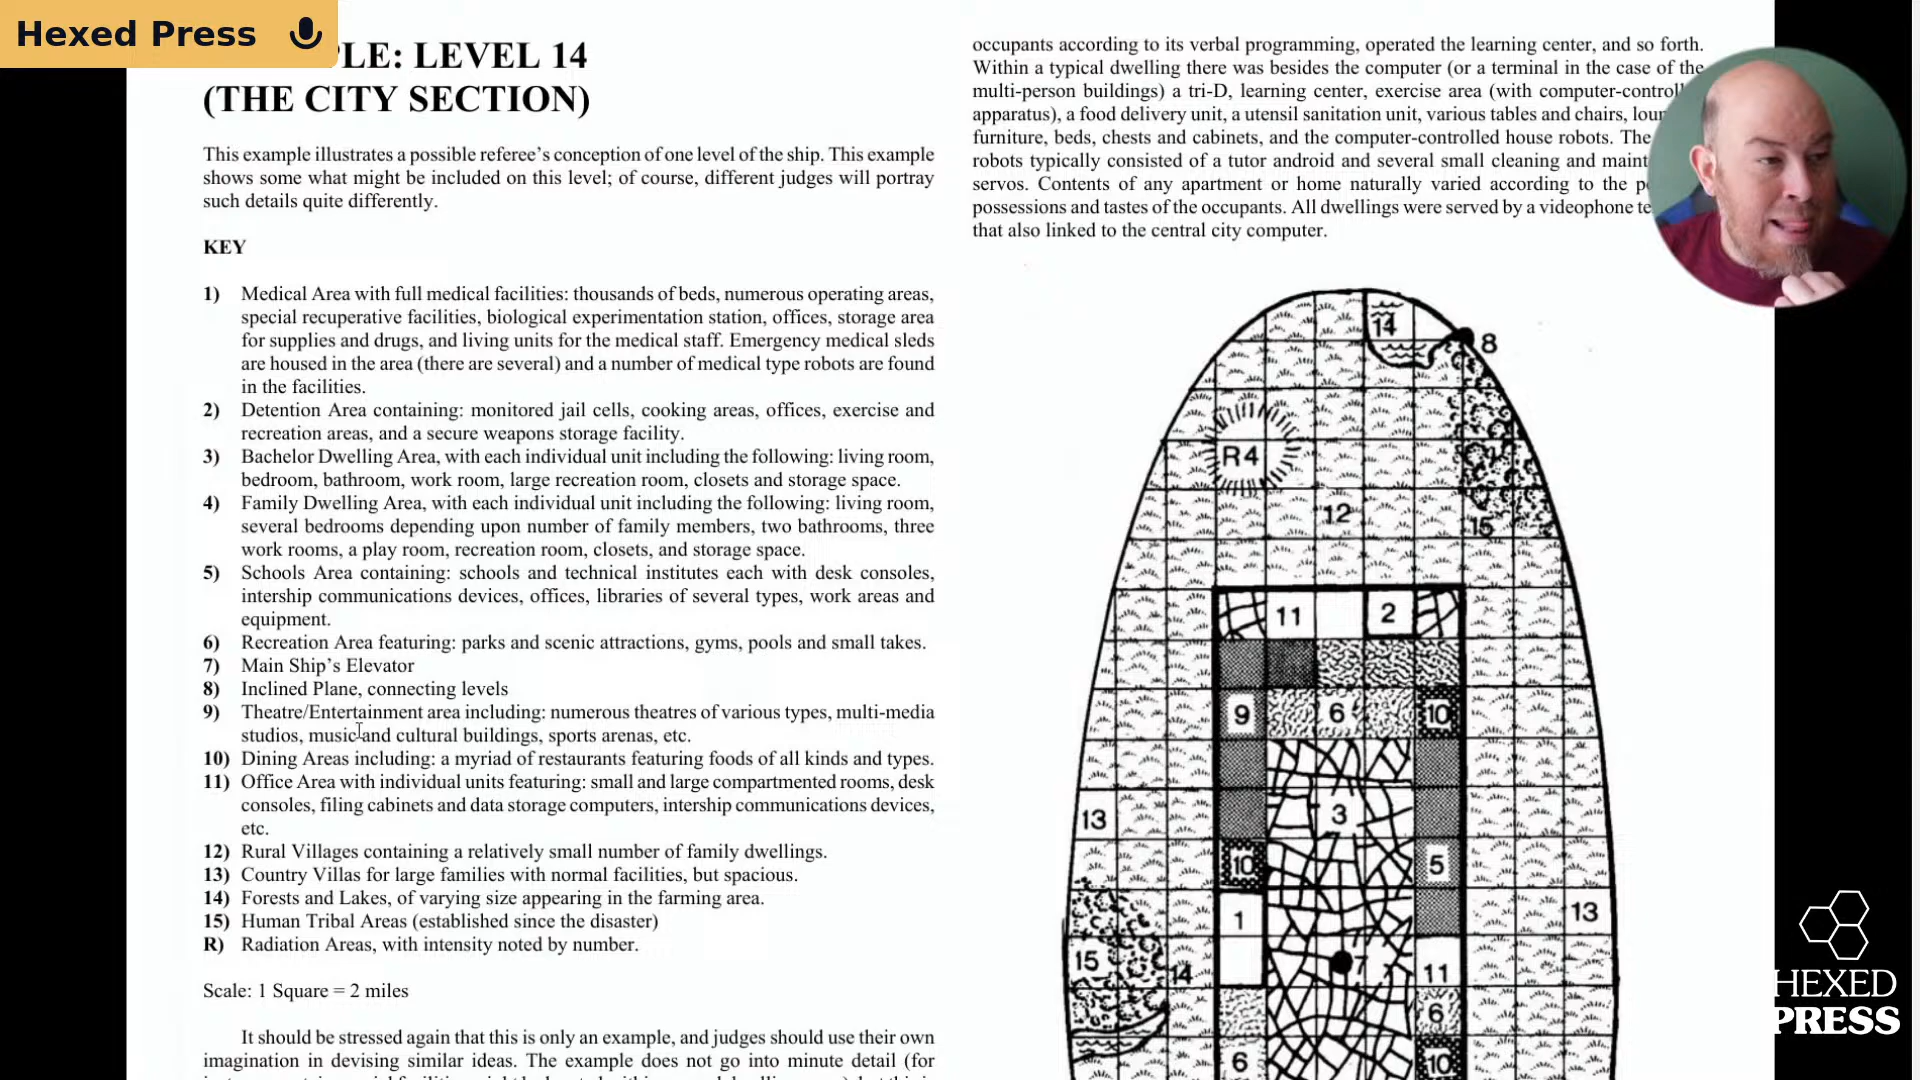 Hexed Press
LE: LEVEL 14
(THE CITY SECTION)
This example illustrates a possible referee's conception of one level of the ship. This example
shows some what might be included on this level; of course, different judges will portray
such details quite differently.
KEY
1) Medical Area with full medical facilities: thousands of beds, numerous operating areas,
special recuperative facilities, biological experimentation station, offices, storage area
for supplies and drugs, and living units for the medical staff. Emergency medical sleds
are housed in the area (there are several) and a number of medical type robots are found
in the facilities.
2) Detention Area containing: monitored jail cells, cooking areas, offices, exercise and
recreation areas, and a secure weapons storage facility.
3) Bachelor Dwelling Area, with each individual unit including the following: living room,
bedroom, bathroom, work room, large recreation room, closets and storage space.
4) Family Dwelling Area, with each individual unit including the following: living room,
several bedrooms depending upon number of family members, two bathrooms, three
work rooms, a play room, recreation room, closets, and storage space.
5) Schools Area containing: schools and technical institutes each with desk consoles,
intership communications devices, offices, libraries of several types, work areas and
equipment.
6) Recreation Area featuring: parks and scenic attractions, gyms, pools and small takes.
7) Main Ship's Elevator
8) Inclined Plane, connecting levels
9) Theatre/Entertainment area including: numerous theatres of various types, multi-media
studios, music and cultural buildings, sports arenas, etc.
10) Dining Areas including: a myriad of restaurants featuring foods of all kinds and types.
11) Office Area with individual units featuring: small and large compartmented rooms, desk
consoles, filing cabinets and data storage computers, intership communications devices,
etc.
12) Rural Villages containing a relatively small number of family dwellings.
13) Country Villas for large families with normal facilities, but spacious.
14) Forests and Lakes, of varying size appearing in the farming area.
15) Human Tribal Areas (established since the disaster)
R) Radiation Areas, with intensity noted by number.
Scale: 1 Square = 2 miles
It should be stressed again that this is only an example, and judges should use their own
imagination in devising similar ideas. The example does not go into minute detail (for
occupants according to its verbal programming, operated the learning center, and so forth.
Within a typical dwelling there was besides the computer (or a terminal in the case of the
multi-person buildings) a tri-D, learning center, exercise area (with computer-controll
apparatus), a food delivery unit, a utensil sanitation unit, various tables and chairs, lou
furniture, beds, chests and cabinets, and the computer-controlled house robots. The
robots typically consisted of a tutor android and several small cleaning and maint
servos. Contents of any apartment or home naturally varied according to the p
possessions and tastes of the occupants. All dwellings were served by a videophone te
that also linked to the central city computer.
14
8
R4
12
15
11 2
9 6 10
13 3
10 5
1 13
15 14 7 11
6
6 10
HEXED
PRESS